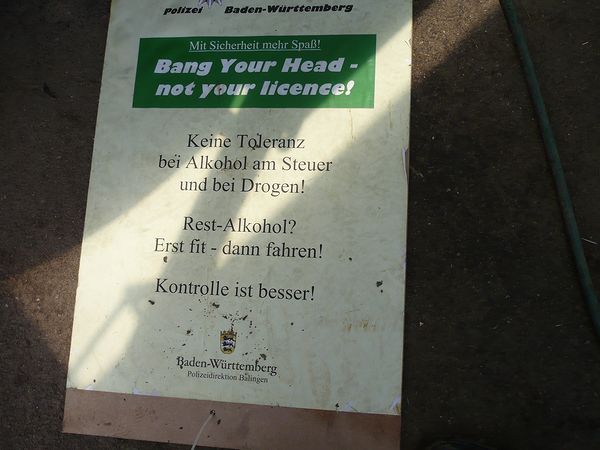 Polizei Baden-Württemberg
Mit Sicherheit mehr Spaß!
Bang Your Head -
not your licence!
Keine Toleranz
bei Alkohol am Steuer
und bei Drogen!
Rest-Alkohol?
Erst fit - dann fahren!
Kontrolle ist besser!
Baden-Württemberg
Polizeidirektion Balingen